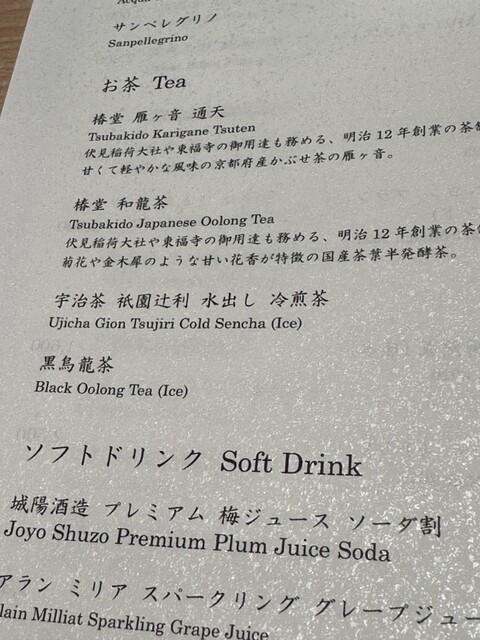 サンペレグリノ
Sanpellegrino
お茶 Tea
椿堂 雁ヶ音 通天
Tsubakido Karigane Tsuten
伏見稲荷大社や東福寺の御用達も務める、明治 12 年創業の茶
甘くて軽やかな風味の京都府産かぶせ茶の雁ヶ音。
椿堂 和龍茶
Tsubakido Japanese Oolong Tea
伏見稲荷大社や東福寺の御用達も務める、明治 12 年創業の茶
菊花や金木犀のような甘い花香が特徴の国産茶葉半発酵茶。
宇治茶 祇園辻利 水出し 冷煎茶
Ujicha Gion Tsujiri Cold Sencha (Ice)
黒烏龍茶
Black Oolong Tea (Ice)
ソフトドリンク Soft Drink
城陽酒造 プレミアム 梅ジュース ソーダ割
Joyo Shuzo Premium Plum Juice Soda
アラン ミリア スパークリング グレープジュー
lain Milliat Sparkling Grape Juice